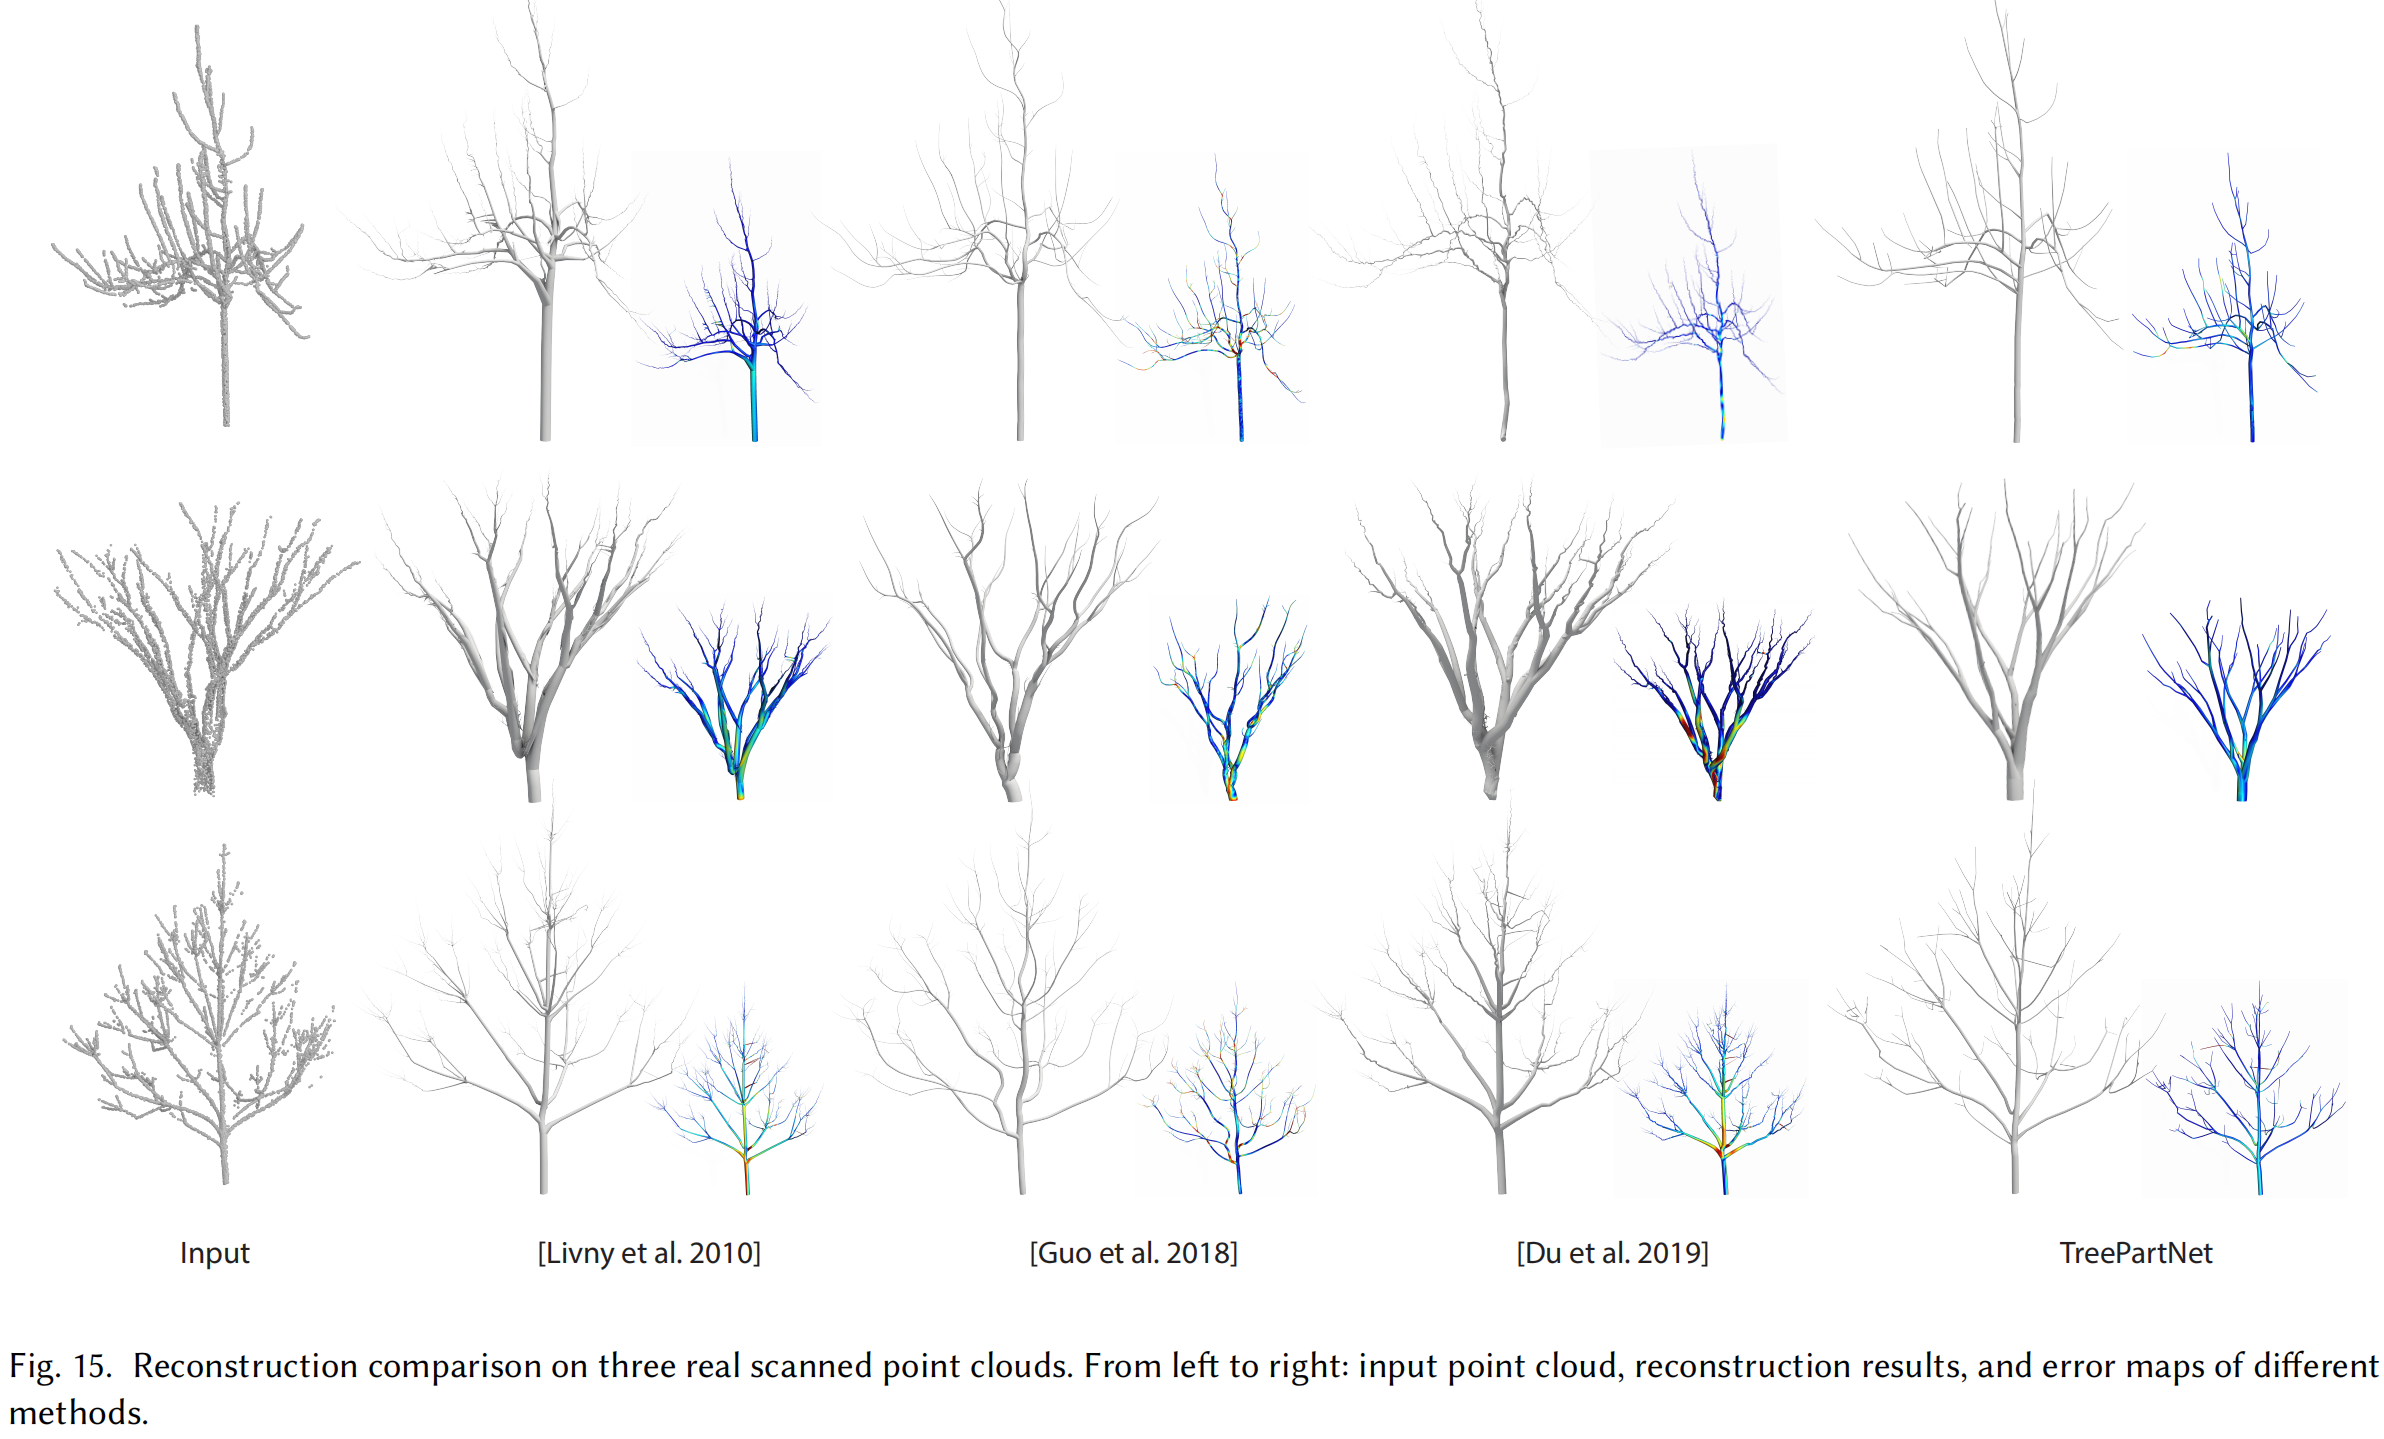 Input [Livny et al. 2010] [Guo et al. 2018] [Du et al. 2019] TreePartNet
Fig. 15. Reconstruction comparison on three real scanned point clouds. From left to right: input point cloud, reconstruction results, and error maps of different
methods.